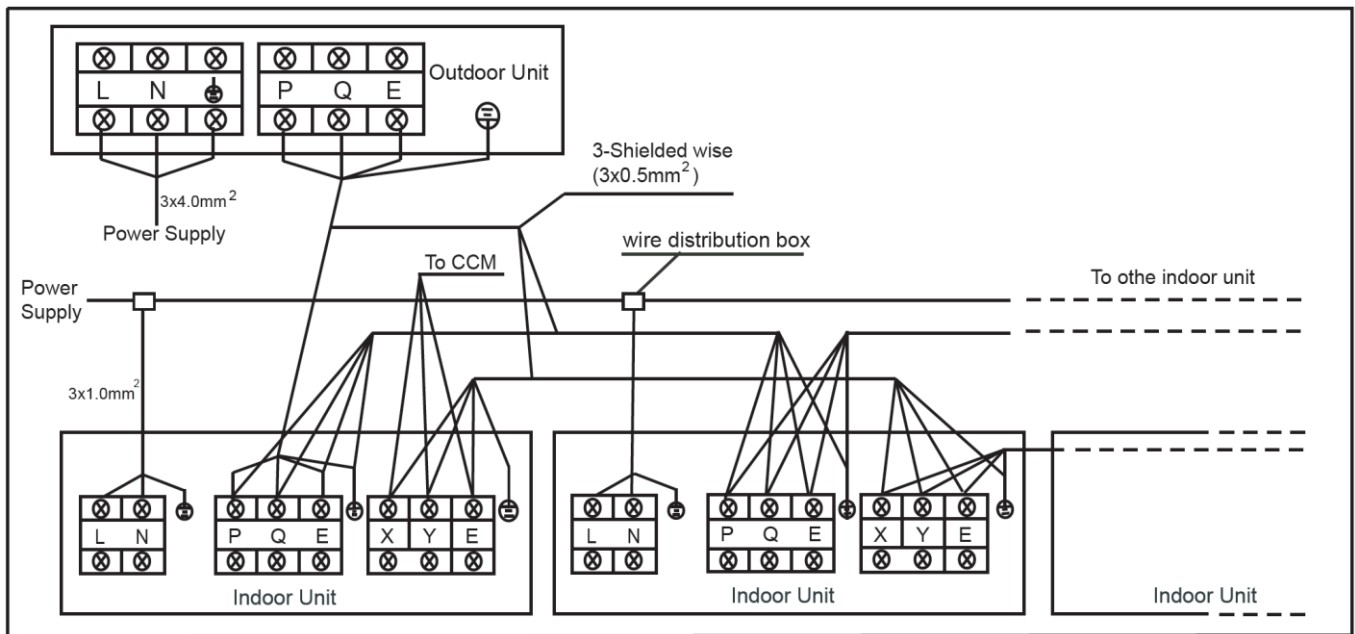 L N P Q E Outdoor Unit
3-Shielded wise
(3x0.5mm²)
3x4.0mm²
Power Supply
wire distribution box
To CCM
Power
Supply
To othe indoor unit
3x1.0mm²
L N P Q E X Y E
Indoor Unit
L N P Q E X Y E
Indoor Unit
Indoor Unit